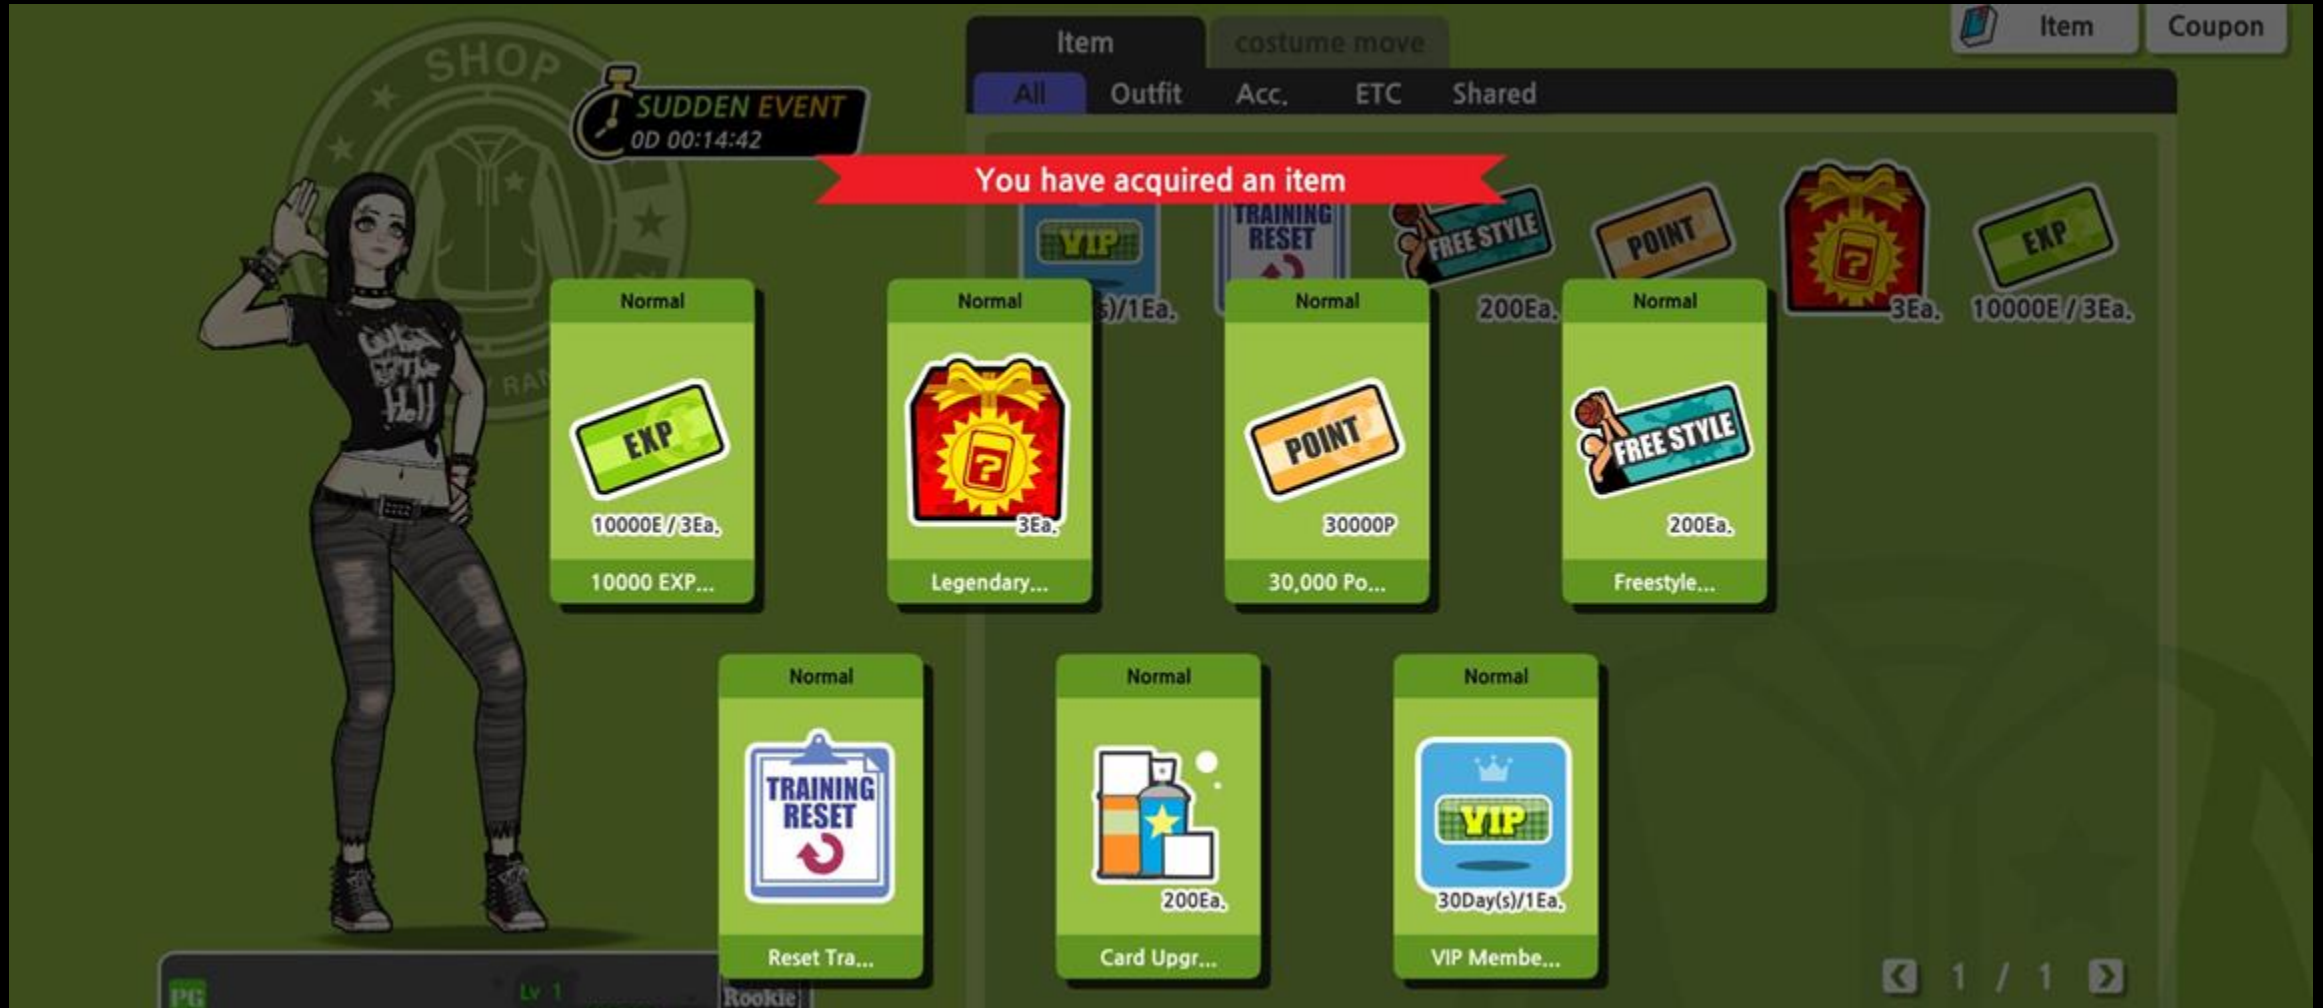 Item
costume move
Item
Coupon
All
Outfit
Acc.
ETC
Shared
SHOP
SUDDEN EVENT
0D 00:14:42
You have acquired an item
VIP
TRAINING
RESET
FREE STYLE
POINT
?
EXP
s)/1Ea.
200Ea.
3Ea.
10000E / 3Ea.
RAN
Normal
EXP
10000E / 3Ea.
10000 EXP...
Normal
?
3Ea.
Legendary...
Normal
POINT
30000P
30,000 Po...
Normal
FREE STYLE
200Ea.
Freestyle...
Normal
TRAINING
RESET
Reset Tra...
Normal
200Ea.
Card Upgr...
Normal
VIP
30Day(s)/1Ea.
VIP Membe...
PG
Lv 1
Rookie
1 / 1